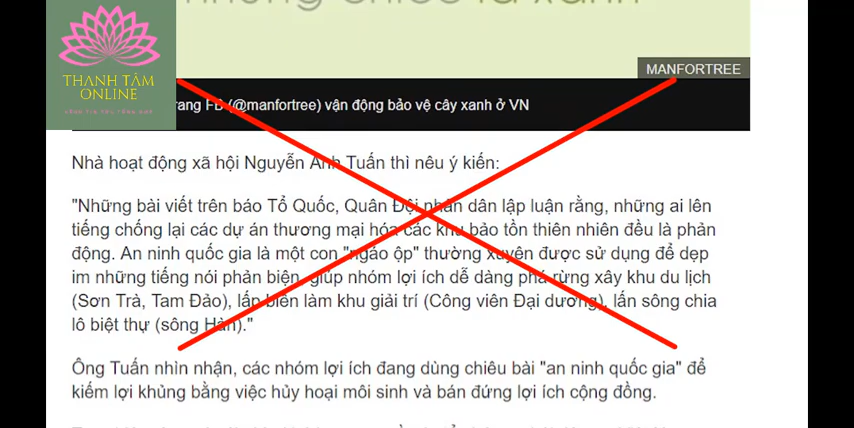 những chiếc lá xanh
MANFORTREE
THANH TÂM
ONLINE
rang FB (@manfortree) vận động bảo vệ cây xanh ở VN
Nhà hoạt động xã hội Nguyễn Anh Tuấn thì nêu ý kiến:
"Những bài viết trên báo Tổ Quốc, Quân Đội nhân dân lập luận rằng, những ai lên
tiếng chống lại các dự án thương mại hóa các khu bảo tồn thiên nhiên đều là phản
động. An ninh quốc gia là một con "ngáo ộp" thường xuyên được sử dụng để dẹp
im những tiếng nói phản biện, giúp nhóm lợi ích dễ dàng phá rừng xây khu du lịch
(Sơn Trà, Tam Đảo), lấp biển làm khu giải trí (Công viên Đại dương), lấn sông chia
lô biệt thự (sông Hàn)."
Ông Tuấn nhìn nhận, các nhóm lợi ích đang dùng chiêu bài "an ninh quốc gia" để
kiếm lợi khủng bằng việc hủy hoại môi sinh và bán đứng lợi ích cộng đồng.